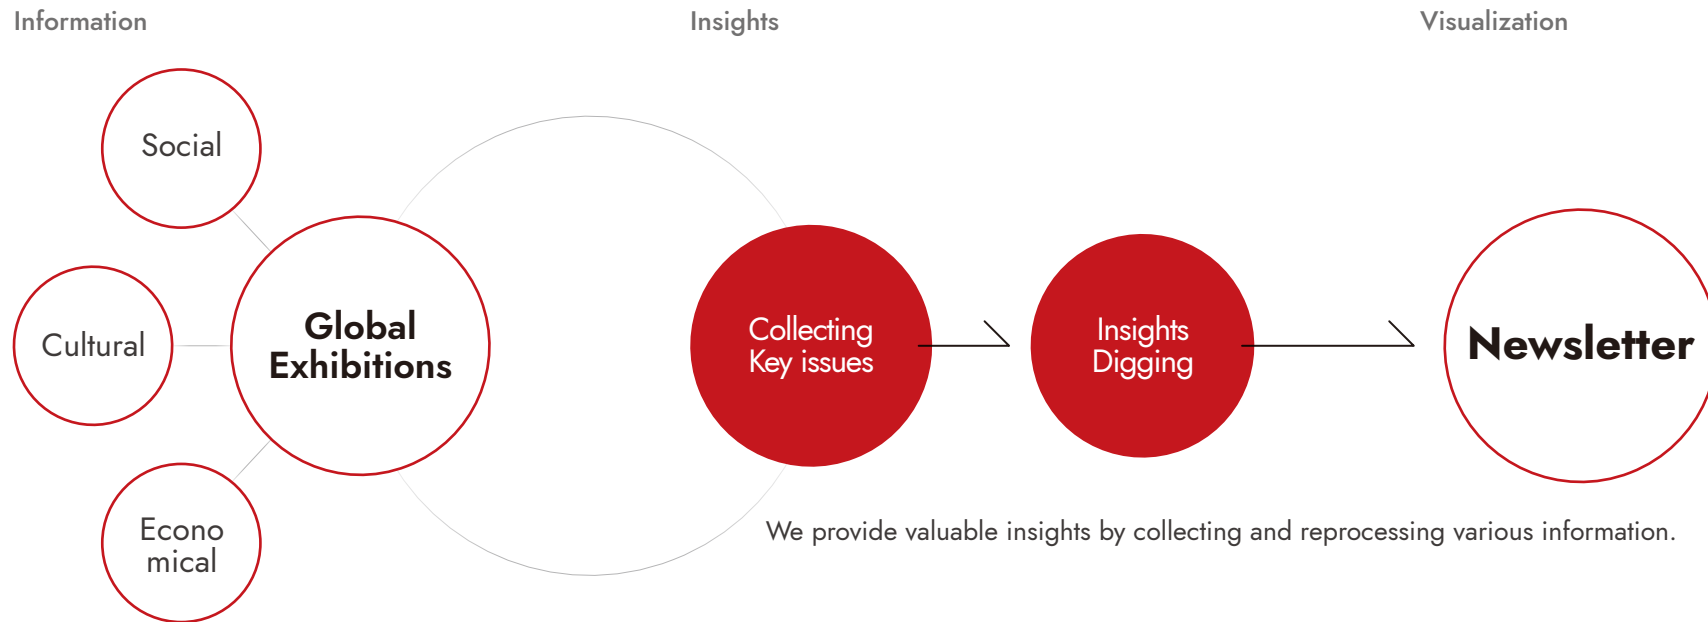 Information
Insights
Visualization
Social
Cultural
Econo
mical
Global
Exhibitions
Collecting
Key issues
Insights
Digging
Newsletter
We provide valuable insights by collecting and reprocessing various information.